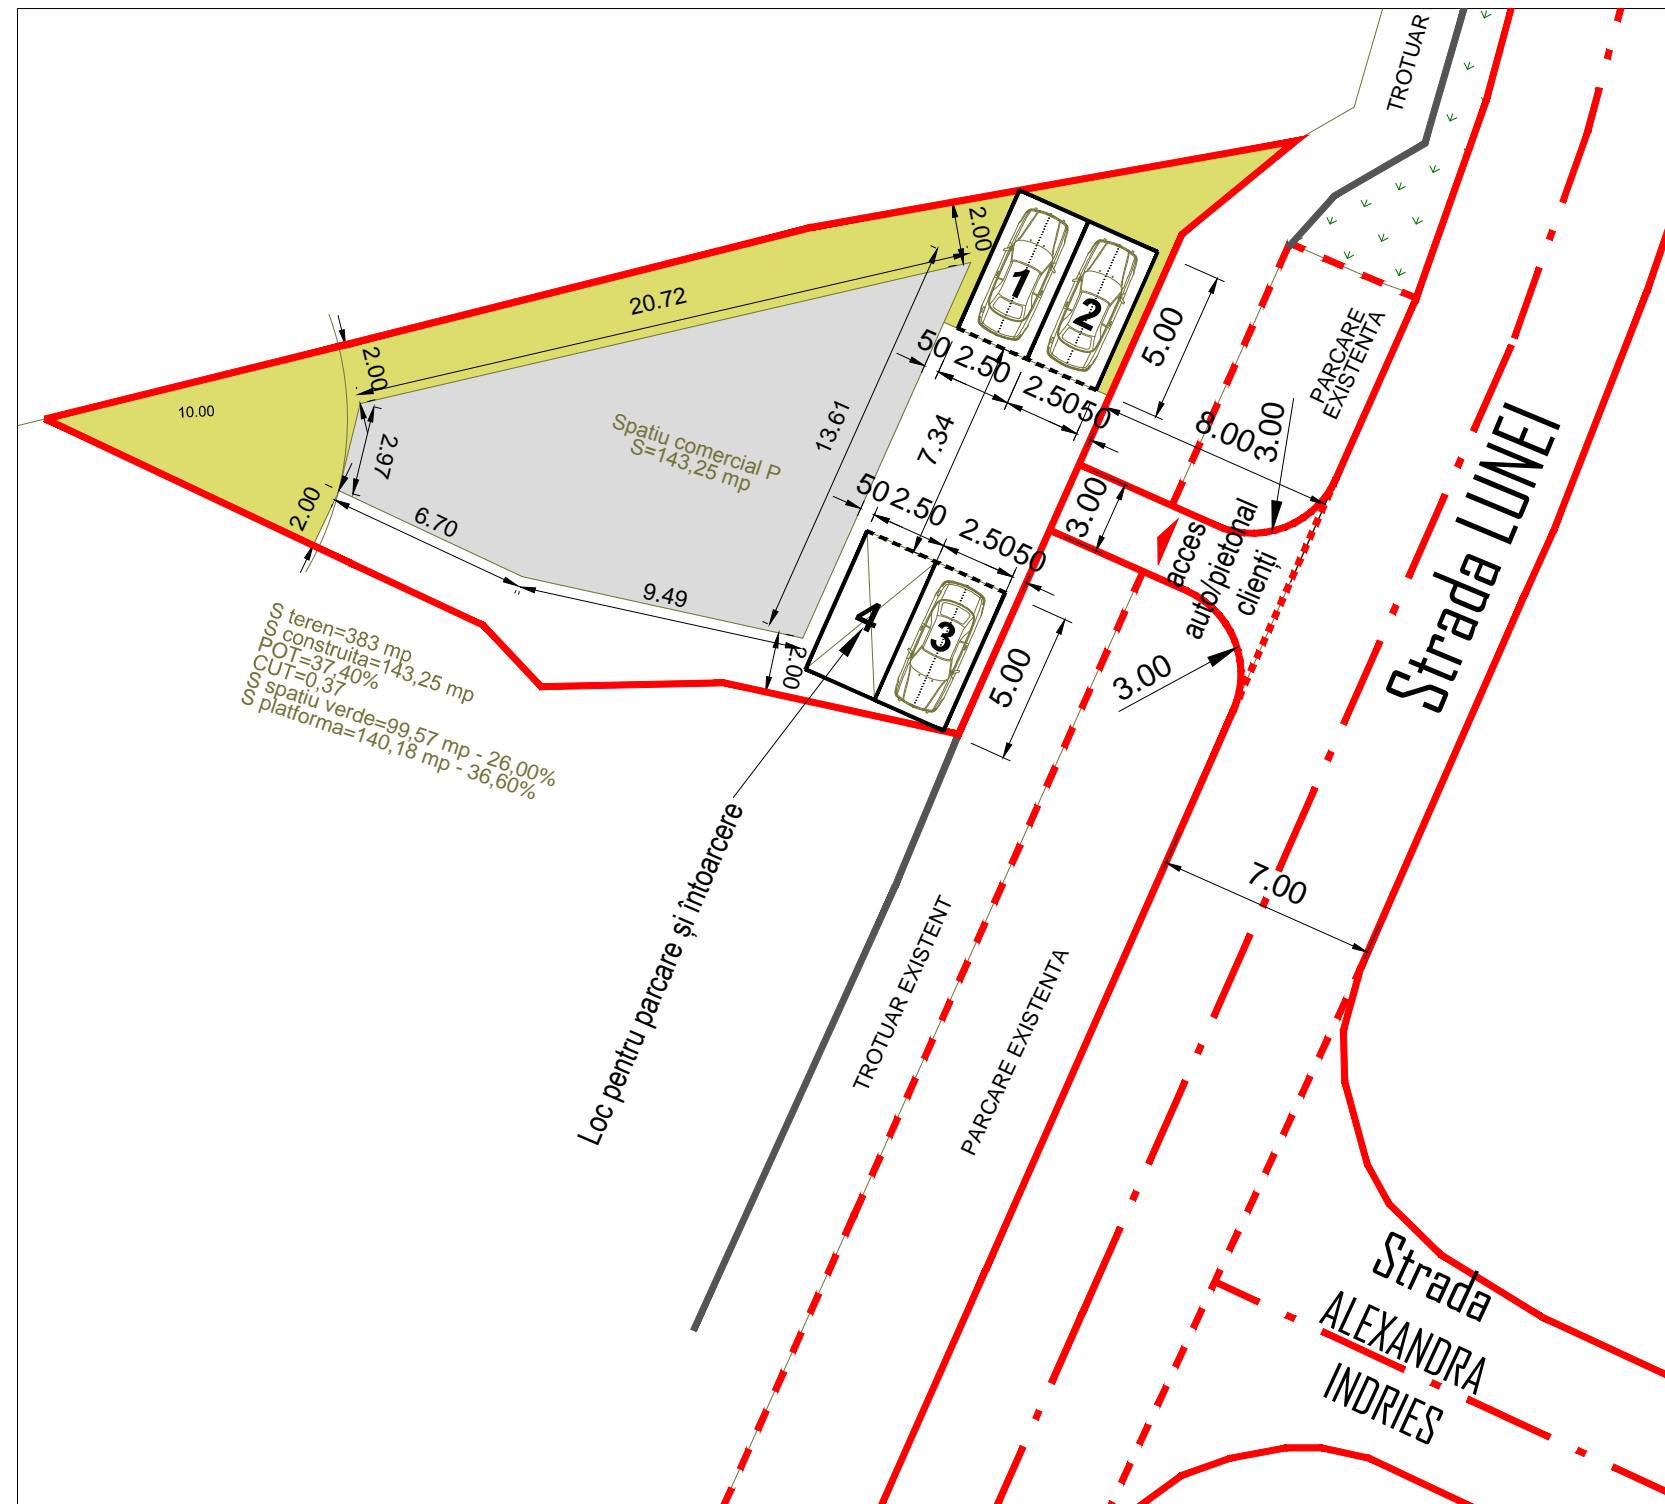 TROTUAR
2.00
20.72
1
2
5.00
PARCARE
EXISTENTA
2.00
10.00
50
2.50
2.50
50
8.00
3.00
2.97
13.61
7.34
Spatiu comercial P
S=143,25 mp
Strada LUNEI
2.00
6.70
50
2.50
2.50
50
3.00
acces
auto/pietonal
clienți
9.49
4
3
2.00
5.00
3.00
S teren=383 mp
S construita=143,25 mp
POT=37,40%
CUT=0,37
S spatiu verde=99,57 mp - 26,00%
S platforma=140,18 mp - 36,60%
Loc pentru parcare și întoarcere
7.00
TROTUAR EXISTENT
PARCARE EXISTENTA
Strada
ALEXANDRA
INDRIES